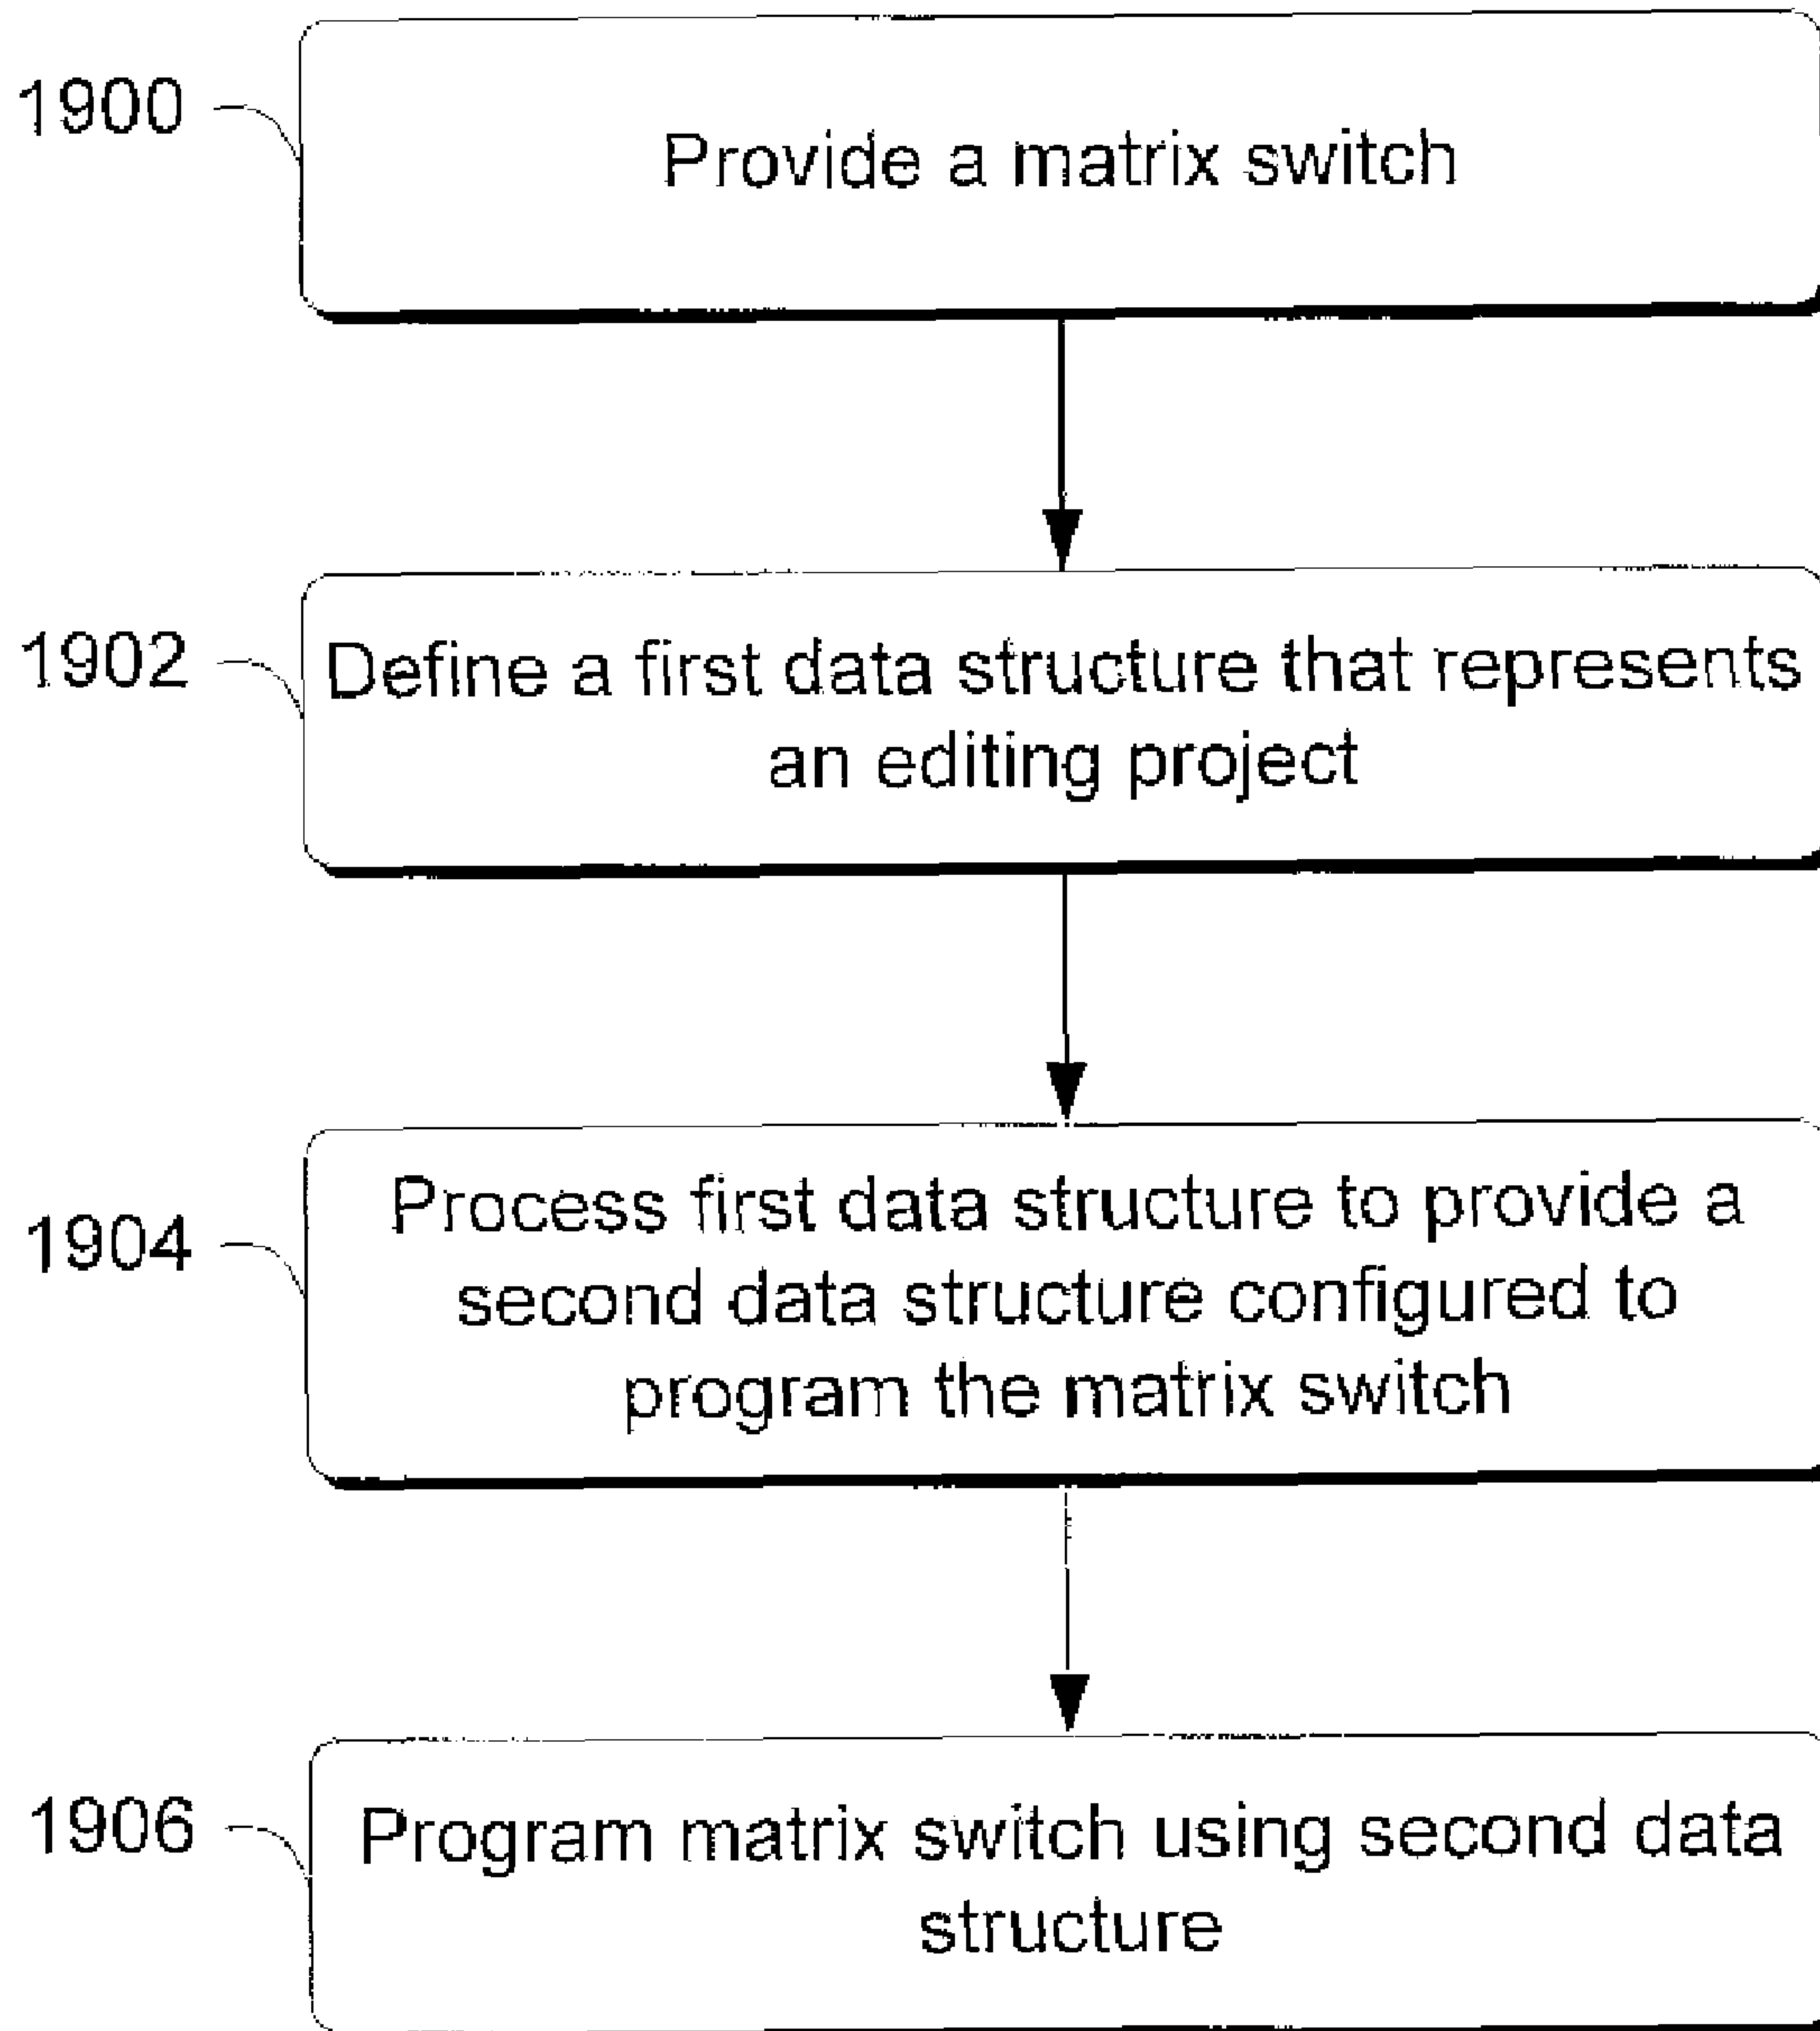 1900
Provide a matrix switch
1902
Define a first data structure that represents
an editing project
1904
Process first data structure to provide a
second data structure configured to
program the matrix switch
1906
Program matrix switch using second data
structure